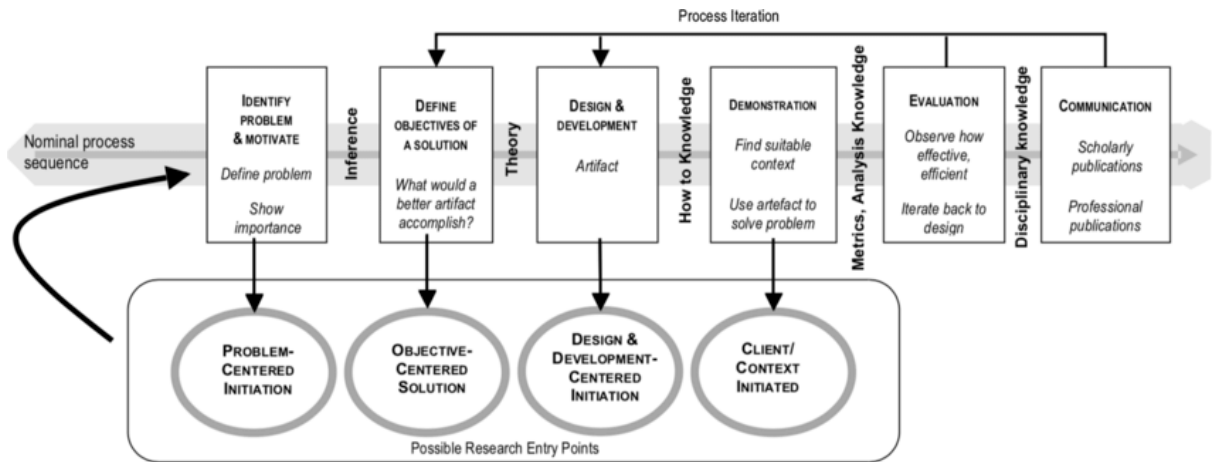 Process Iteration
Nominal process
sequence
IDENTIFY
PROBLEM
& MOTIVATE
Define problem
Show
importance
Inference
DEFINE
OBJECTIVES OF
A SOLUTION
What would a
better artifact
accomplish?
Theory
DESIGN &
DEVELOPMENT
Artifact
How to Knowledge
DEMONSTRATION
Find suitable
context
Use artefact to
solve problem
Metrics, Analysis Knowledge
EVALUATION
Observe how
effective,
efficient
Iterate back to
design
Disciplinary knowledge
COMMUNICATION
Scholarly
publications
Professional
publications
PROBLEM-
CENTERED
INITIATION
OBJECTIVE-
CENTERED
SOLUTION
DESIGN &
DEVELOPMENT-
CENTERED
INITIATION
CLIENT/
CONTEXT
INITIATED
Possible Research Entry Points